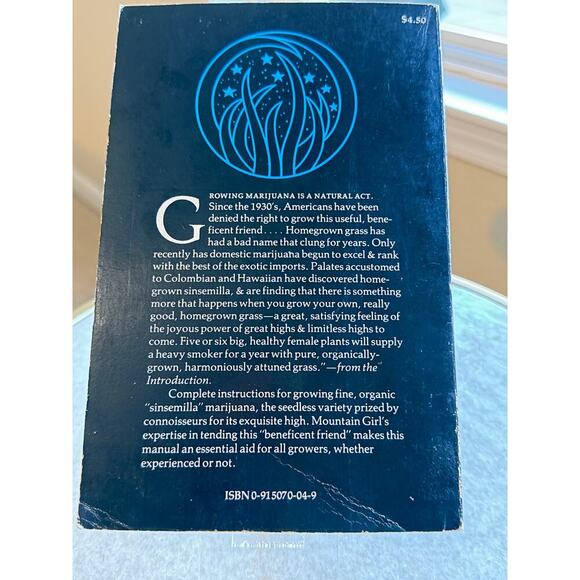 $4.50
GROWING MARIJUANA IS A NATURAL ACT.
Since the 1930's, Americans have been
denied the right to grow this useful, bene-
ficent friend.... Homegrown grass has
had a bad name that clung for years. Only
recently has domestic marijuana begun to excel & rank
with the best of the exotic imports. Palates accustomed
to Colombian and Hawaiian have discovered home-
grown sinsemilla, & are finding that there is something
more that happens when you grow your own, really
good, homegrown grass—a great, satisfying feeling of
the joyous power of great highs & limitless highs to
come. Five or six big, healthy female plants will supply
a heavy smoker for a year with pure, organically-
grown, harmoniously attuned grass."—from the
Introduction.
Complete instructions for growing fine, organic
"sinsemilla" marijuana, the seedless variety prized by
connoisseurs for its exquisite high. Mountain Girl's
expertise in tending this "beneficent friend" makes this
manual an essential aid for all growers, whether
experienced or not.
ISBN 0-915070-04-9